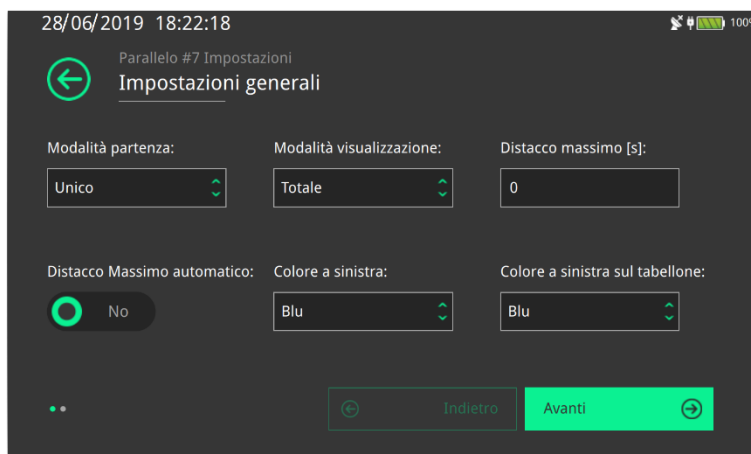 28/06/2019 18:22:18
100%
Parallelo #7 Impostazioni
Impostazioni generali
Modalità partenza:
Modalità visualizzazione:
Distacco massimo [s]:
Unico
Totale
0
Distacco Massimo automatico:
Colore a sinistra:
Colore a sinistra sul tabellone:
No
Blu
Blu
Indietro
Avanti